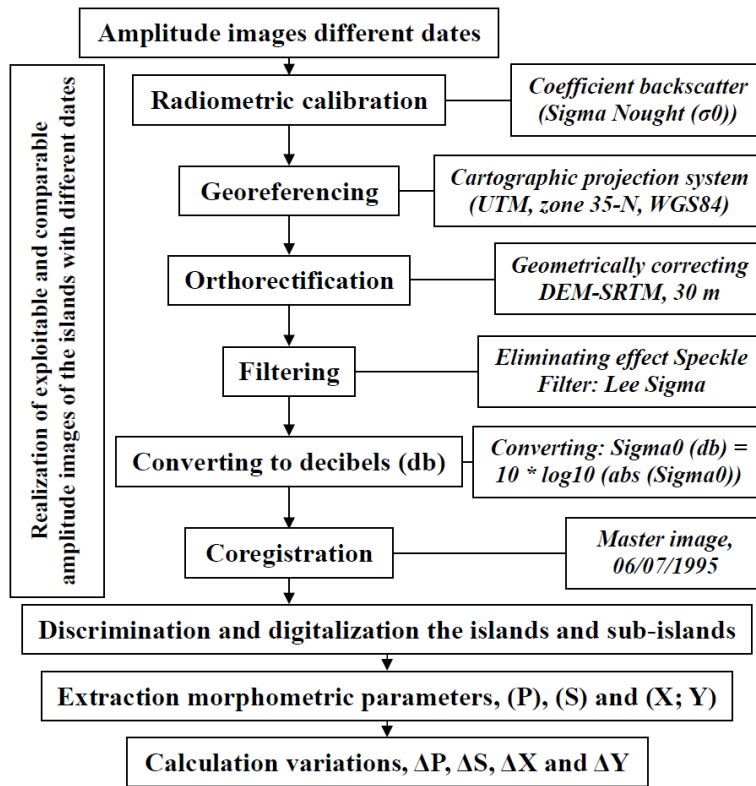 Amplitude images different dates
Realization of exploitable and comparable
amplitude images of the islands with different dates
Radiometric calibration
Coefficient backscatter
(Sigma Nought (σ0))
Georeferencing
Cartographic projection system
(UTM, zone 35-N, WGS84)
Orthorectification
Geometrically correcting
DEM-SRTM, 30 m
Filtering
Eliminating effect Speckle
Filter: Lee Sigma
Converting to decibels (db)
Converting: Sigma0 (db) =
10 * log10 (abs (Sigma0))
Coregistration
Master image,
06/07/1995
Discrimination and digitalization the islands and sub-islands
Extraction morphometric parameters, (P), (S) and (X; Y)
Calculation variations, ΔP, ΔS, ΔX and ΔY